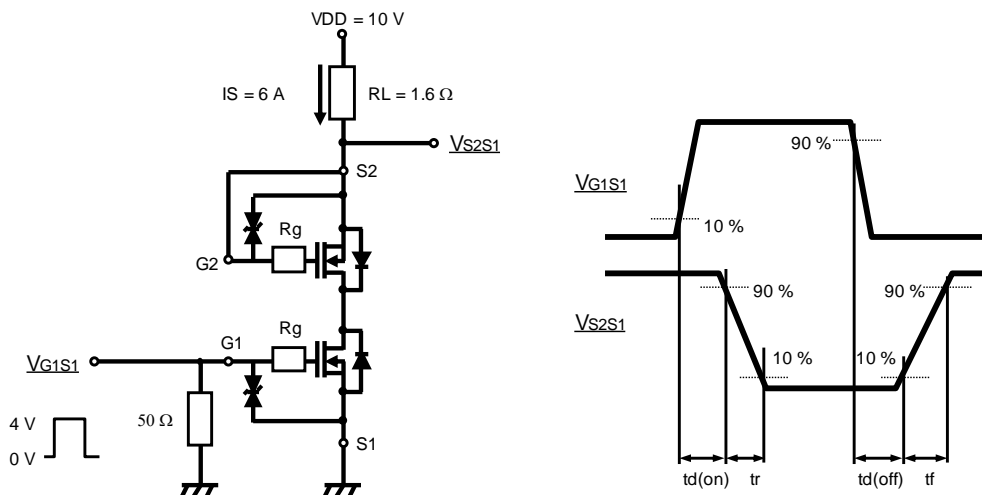 VDD = 10 V
IS = 6 A
RL = 1.6 Ω
VS2S1
S2
Rg
G2
Rg
G1
VG1S1
50 Ω
4 V
0 V
S1
90 %
VG1S1
10 %
90 %
90 %
VS2S1
10 %
10 %
td(on)
tr
td(off)
tf